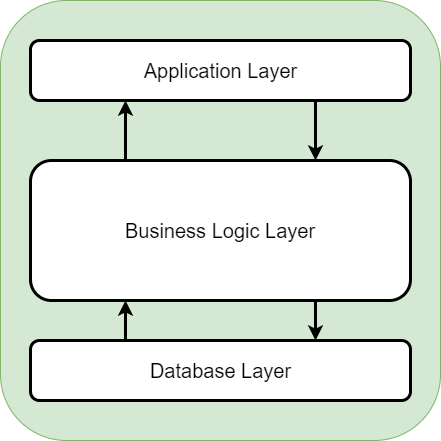 Application Layer
Business Logic Layer
Database Layer